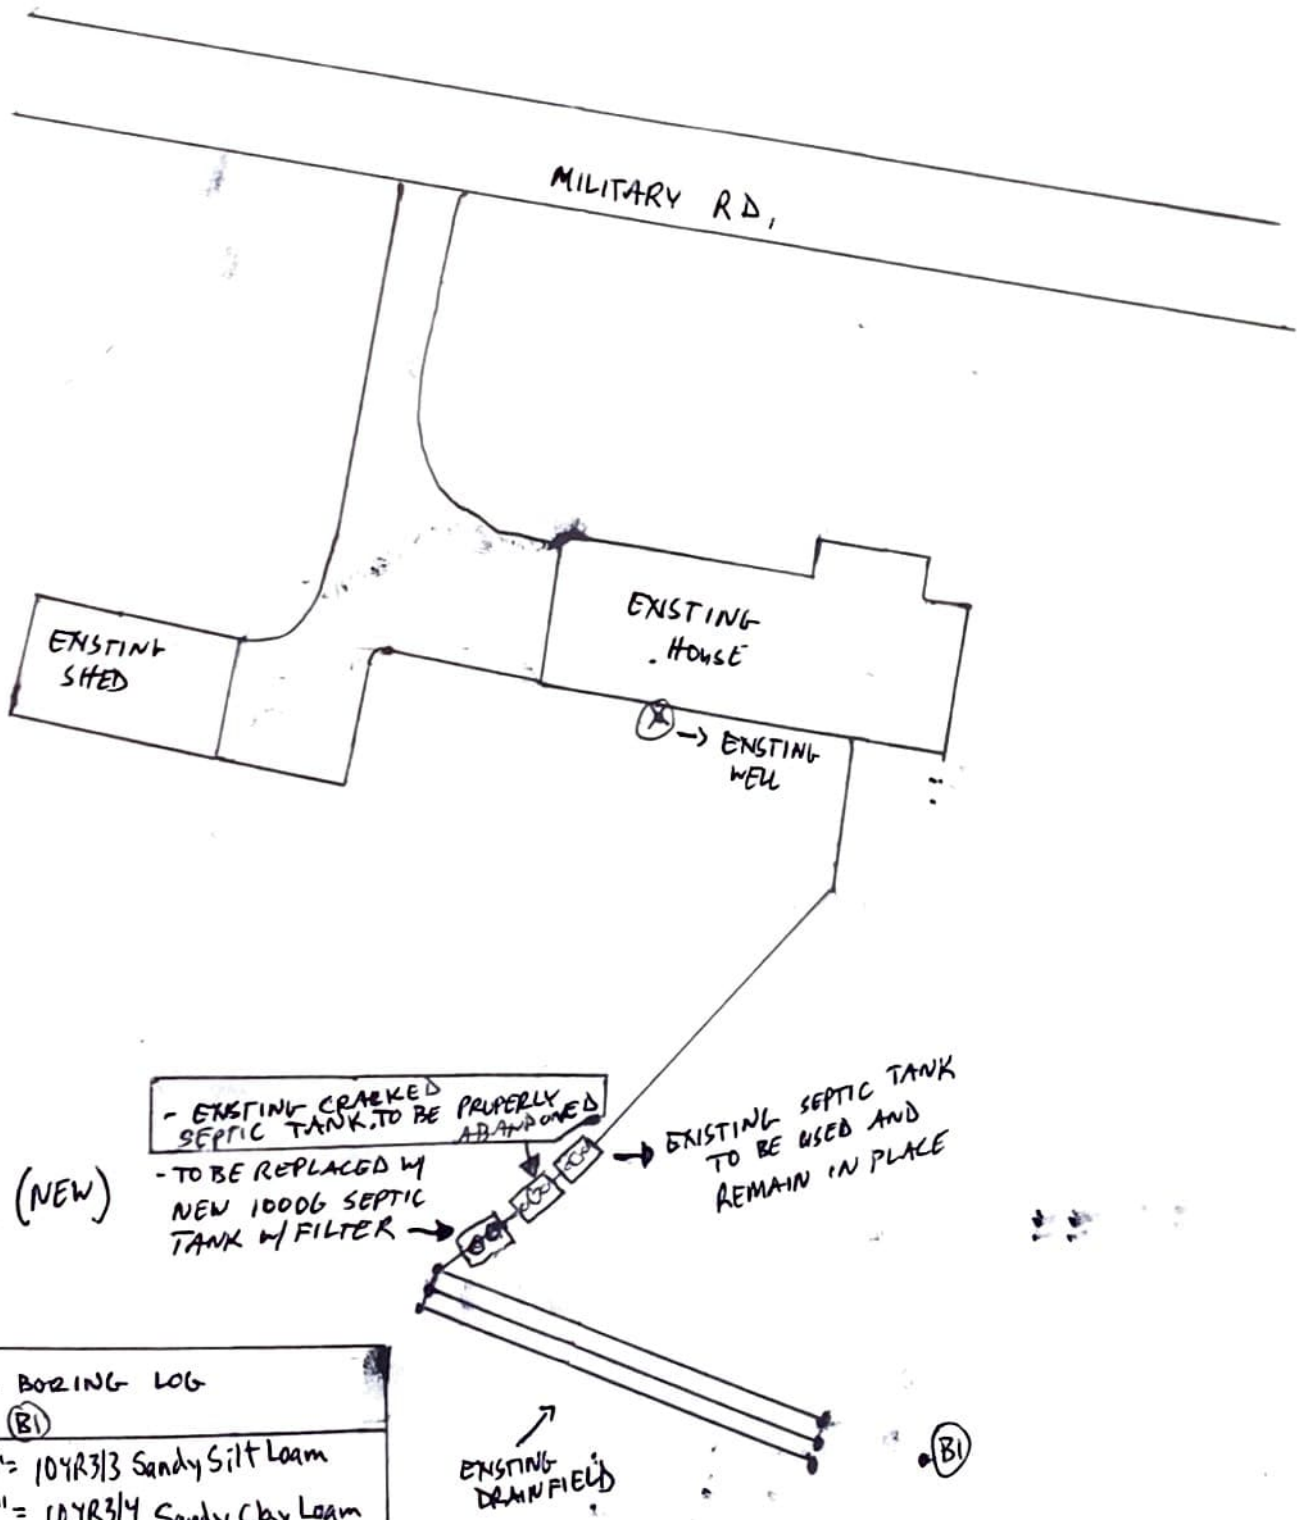 MILITARY RD.
EXISTING
SHED
EXISTING
HOUSE
→ EXISTING
WELL
- EXISTING CRACKED
SEPTIC TANK. TO BE PROPERLY
ABANDONED
(NEW)
- TO BE REPLACED W/
NEW 1000G SEPTIC
TANK W/ FILTER →
→ EXISTING SEPTIC TANK
TO BE USED AND
REMAIN IN PLACE
BORING LOG
B1
"= 10YR3/3 Sandy Silt Loam
"= 10YR3/4 Sandy Clay Loam
EXISTING
DRAINFIELD
B1